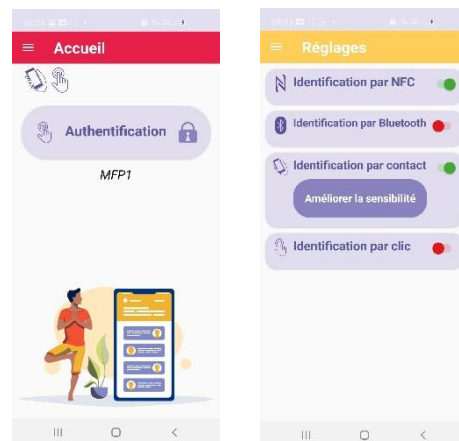 Accueil
Authentification
MFP1
Réglages
Identification par NFC
Identification par Bluetooth
Identification par contact
Améliorer la sensibilité
Identification par clic